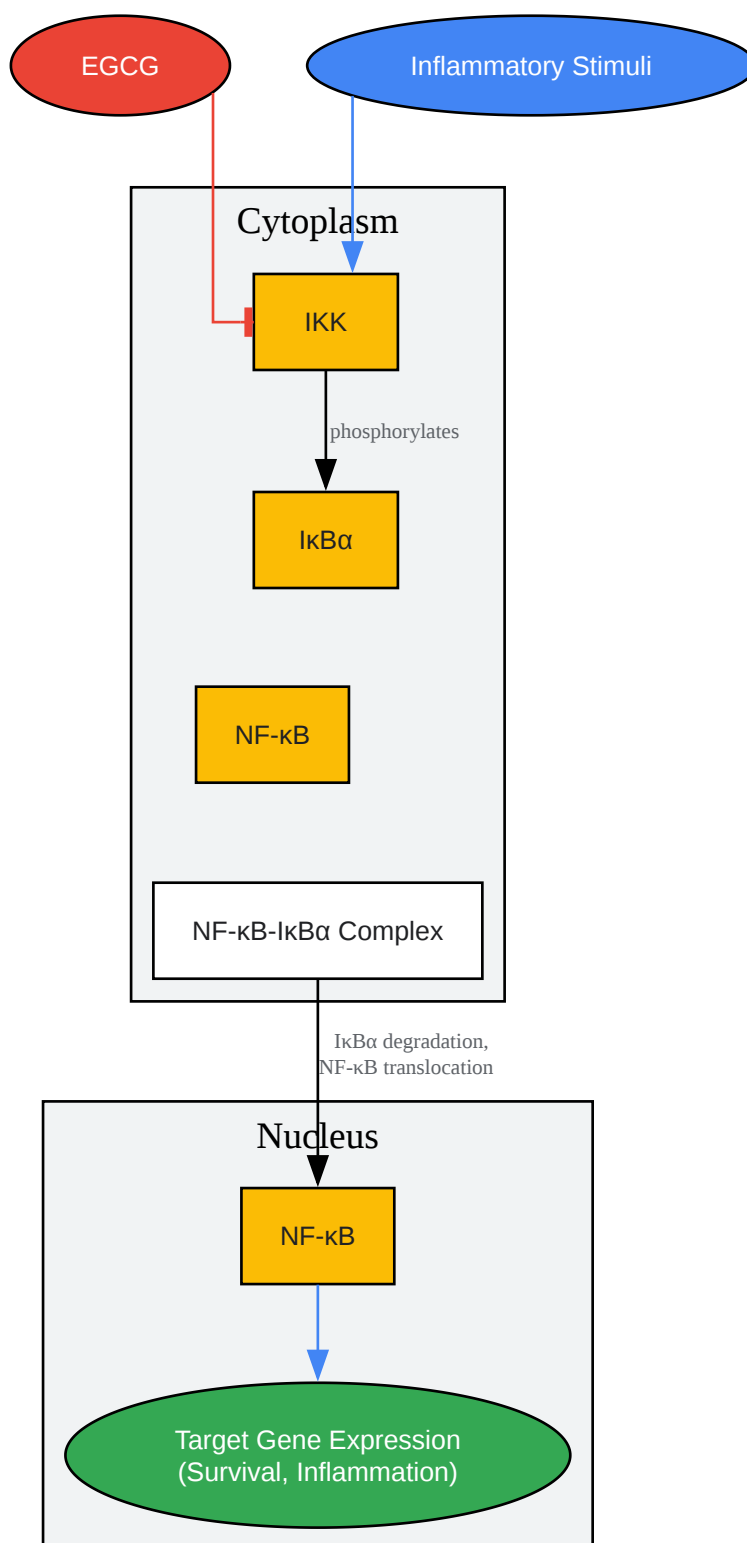 EGCG
Inflammatory Stimuli
Cytoplasm
IKK
phosphorylates
IκBα
NF-κB
NF-κB-IκBα Complex
IκBα degradation,
NF-κB translocation
Nucleus
NF-κB
Target Gene Expression
(Survival, Inflammation)